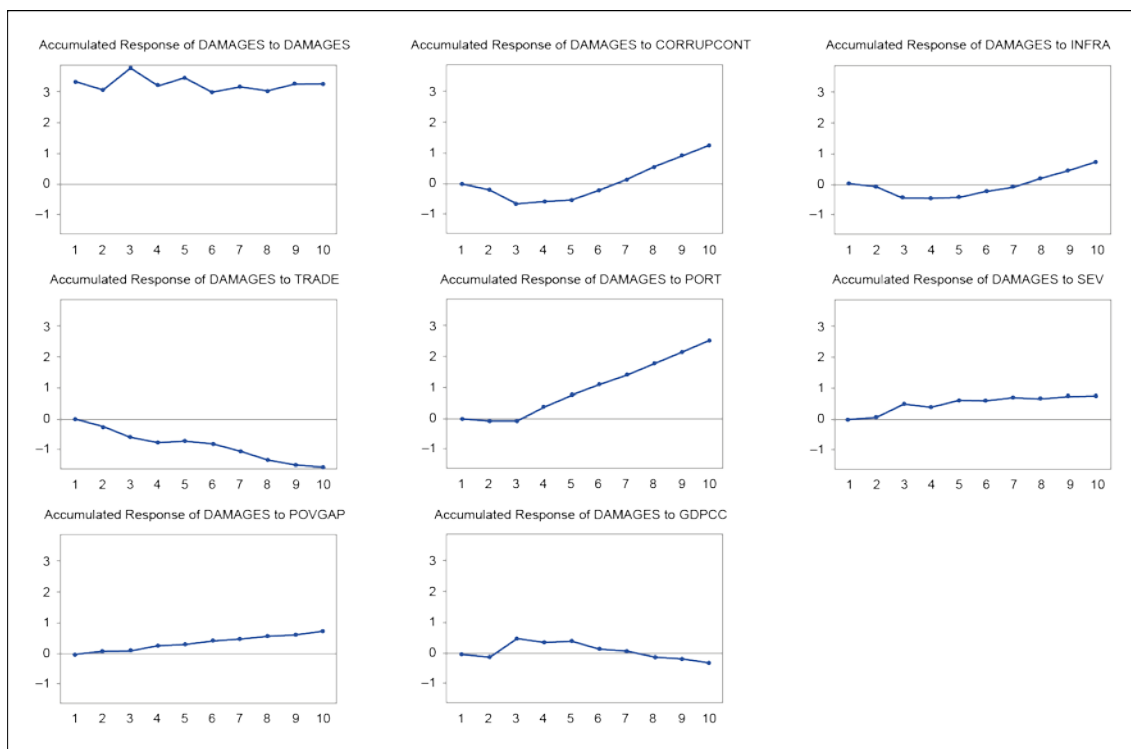 Accumulated Response of DAMAGES to DAMAGES
3
2
1
0
–1
1 2 3 4 5 6 7 8 9 10
Accumulated Response of DAMAGES to CORRUPCONT
3
2
1
0
–1
1 2 3 4 5 6 7 8 9 10
Accumulated Response of DAMAGES to INFRA
3
2
1
0
–1
1 2 3 4 5 6 7 8 9 10
Accumulated Response of DAMAGES to TRADE
3
2
1
0
–1
1 2 3 4 5 6 7 8 9 10
Accumulated Response of DAMAGES to PORT
3
2
1
0
–1
1 2 3 4 5 6 7 8 9 10
Accumulated Response of DAMAGES to SEV
3
2
1
0
–1
1 2 3 4 5 6 7 8 9 10
Accumulated Response of DAMAGES to POVGAP
3
2
1
0
–1
1 2 3 4 5 6 7 8 9 10
Accumulated Response of DAMAGES to GDPCC
3
2
1
0
–1
1 2 3 4 5 6 7 8 9 10